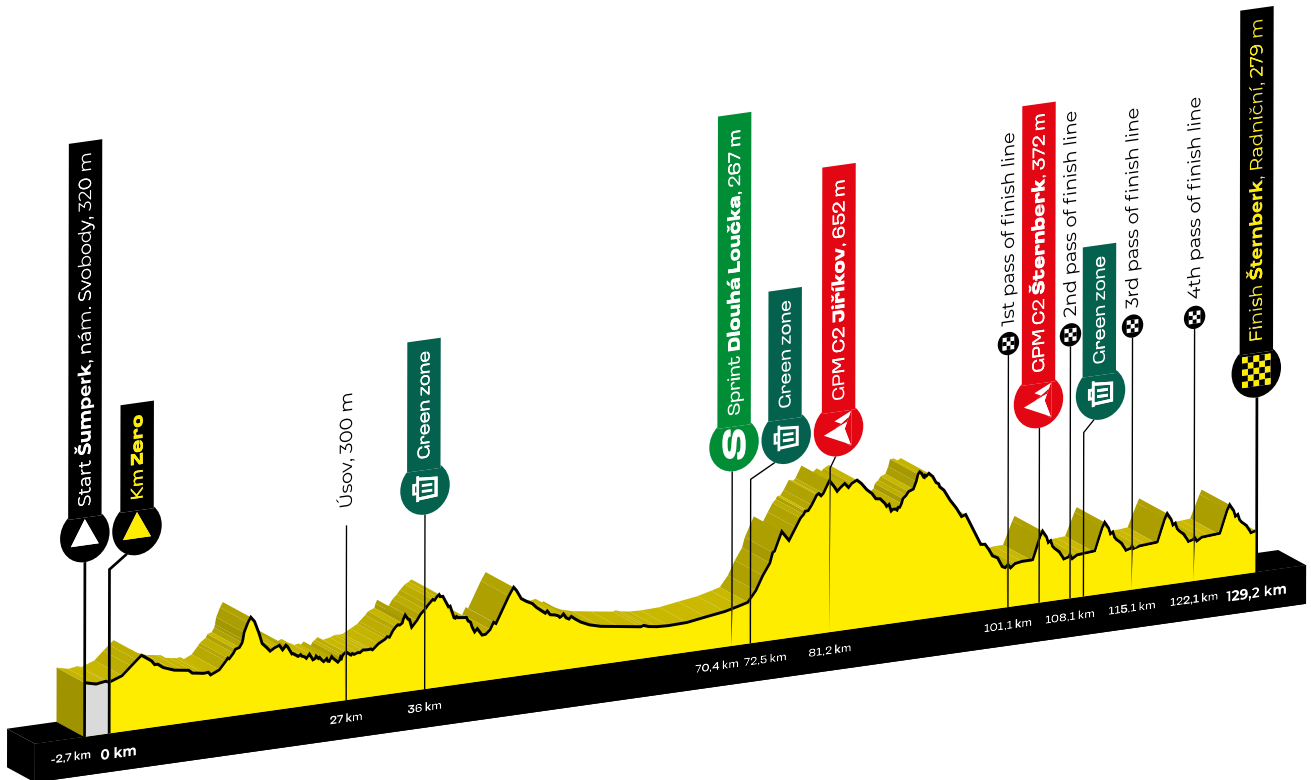 Start Šumperk, nám. Svobody, 320 m
Km Zero
Úsov, 300 m
Green zone
S
Sprint Dlouhá Loučka, 267 m
Green zone
GPM C2 Jiříkov, 652 m
1st pass of finish line
GPM C2 Šternberk, 372 m
2nd pass of finish line
Green zone
3rd pass of finish line
4th pass of finish line
Finish Šternberk, Radniční, 279 m
-2,7 km
0 km
27 km
36 km
70,4 km
72,5 km
81,2 km
101,1 km
108,1 km
115,1 km
122,1 km
129,2 km